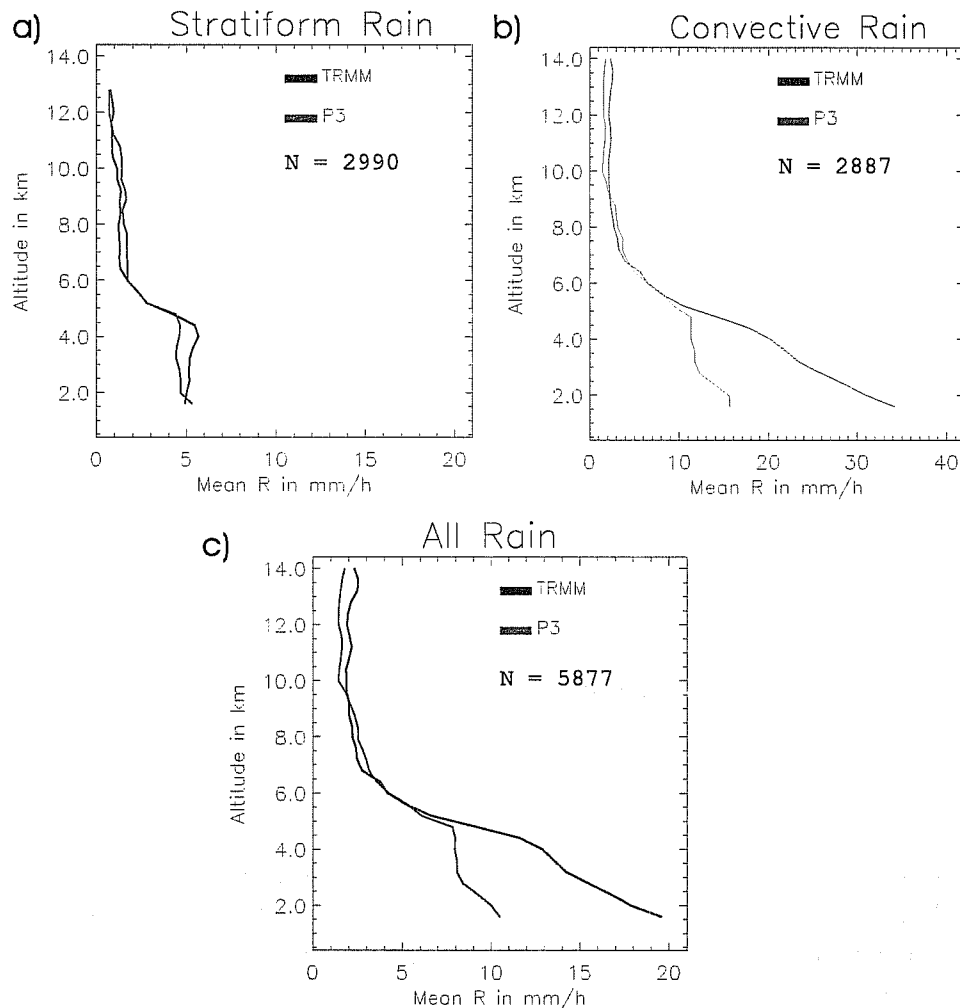 a)
Stratiform Rain
14.0
12.0
10.0
8.0
6.0
4.0
2.0
Altitude in km
TRMM
P3
N = 2990
0 5 10 15 20
Mean R in mm/h
b)
Convective Rain
14.0
12.0
10.0
8.0
6.0
4.0
2.0
Altitude in km
TRMM
P3
N = 2887
0 10 20 30 40
Mean R in mm/h
c)
All Rain
14.0
12.0
10.0
8.0
6.0
4.0
2.0
Altitude in km
TRMM
P3
N = 5877
0 5 10 15 20
Mean R in mm/h